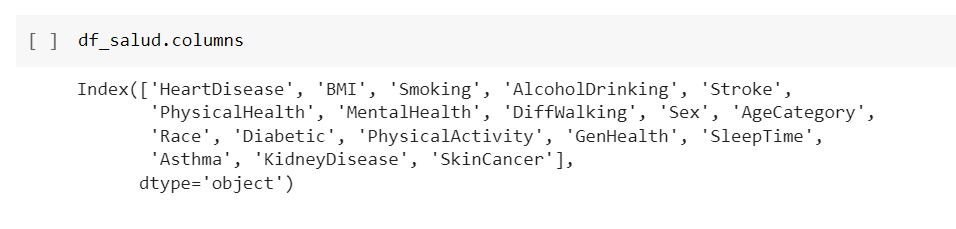 [ ] df_salud.columns
Index(['HeartDisease', 'BMI', 'Smoking', 'AlcoholDrinking', 'Stroke',
'PhysicalHealth', 'MentalHealth', 'DiffWalking', 'Sex', 'AgeCategory',
'Race', 'Diabetic', 'PhysicalActivity', 'GenHealth', 'SleepTime',
'Asthma', 'KidneyDisease', 'SkinCancer'],
dtype='object')